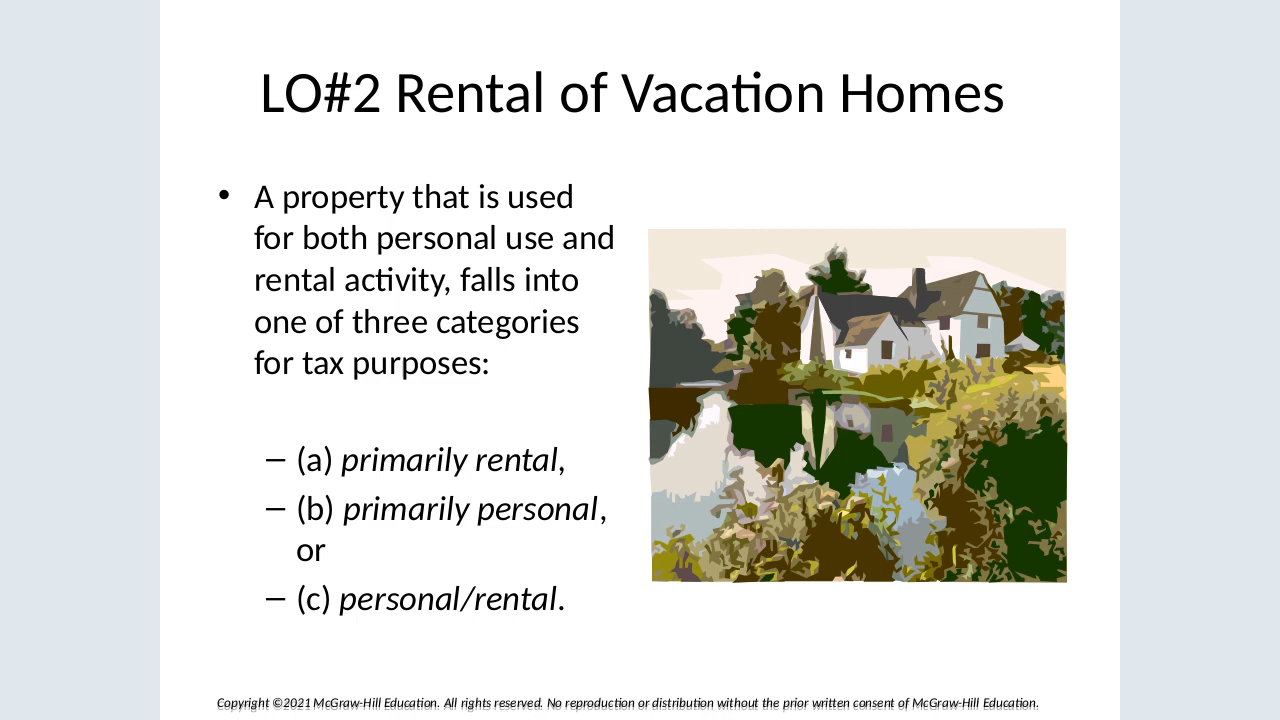 LO#2 Rental of Vacation Homes
• A property that is used
for both personal use and
rental activity, falls into
one of three categories
for tax purposes:
– (a) primarily rental,
– (b) primarily personal,
or
– (c) personal/rental.
Copyright ©2021 McGraw-Hill Education. All rights reserved. No reproduction or distribution without the prior written consent of McGraw-Hill Education.